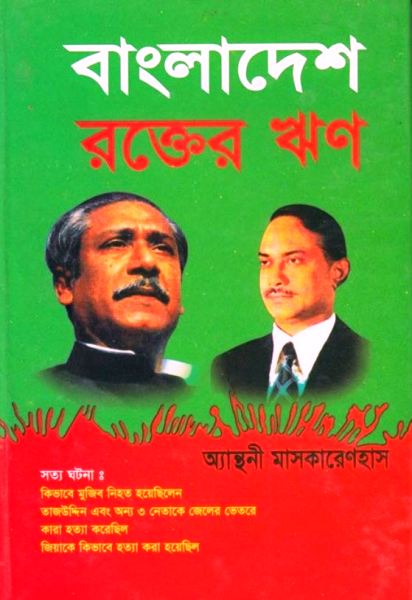 বাংলাদেশ
রক্তের ঋণ
অ্যান্থনী মাসকারেণহাস
সত্য ঘটনা ঃ
কিভাবে মুজিব নিহত হয়েছিলেন
তাজউদ্দিন এবং অন্য ৩ নেতাকে জেলের ভেতরে
কারা হত্যা করেছিল
জিয়াকে কিভাবে হত্যা করা হয়েছিল